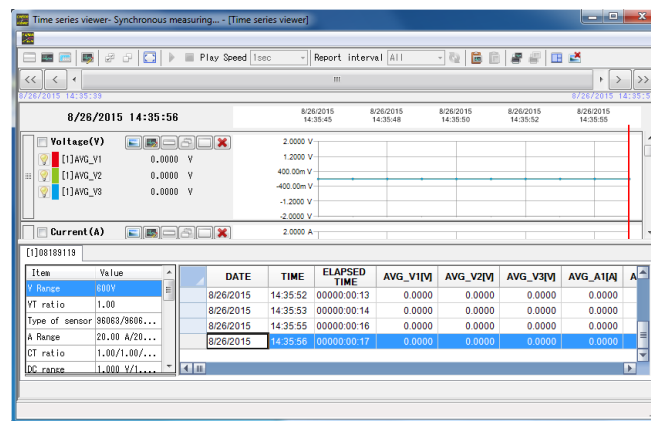 Time series viewer- Synchronous measuring... - [Time series viewer]
Play Speed 1sec Report interval All
<< < > >>
8/26/2015 14:35:39 8/26/2015 14:35:5
8/26/2015 14:35:56
8/26/2015 14:35:45
8/26/2015 14:35:48
8/26/2015 14:35:50
8/26/2015 14:35:52
8/26/2015 14:35:55
Voltage(V)
[1]AVG_V1 0.0000 V
[1]AVG_V2 0.0000 V
[1]AVG_V3 0.0000 V
2.0000 V
1.2000 V
400.00m V
-400.00m V
-1.2000 V
-2.0000 V
Current(A) 2.0000 A
[1]08189119
Item Value
V Range 600V
VT ratio 1.00
Type of sensor 96063/9606...
A Range 20.00 A/20...
CT ratio 1.00/1.00/...
DC range 1.000 V/1....
DATE TIME ELAPSED TIME AVG_V1[V] AVG_V2[V] AVG_V3[V] AVG_A1[A] A
8/26/2015 14:35:52 00000:00:13 0.0000 0.0000 0.0000 0.0000
8/26/2015 14:35:53 00000:00:14 0.0000 0.0000 0.0000 0.0000
8/26/2015 14:35:55 00000:00:16 0.0000 0.0000 0.0000 0.0000
8/26/2015 14:35:56 00000:00:17 0.0000 0.0000 0.0000 0.0000